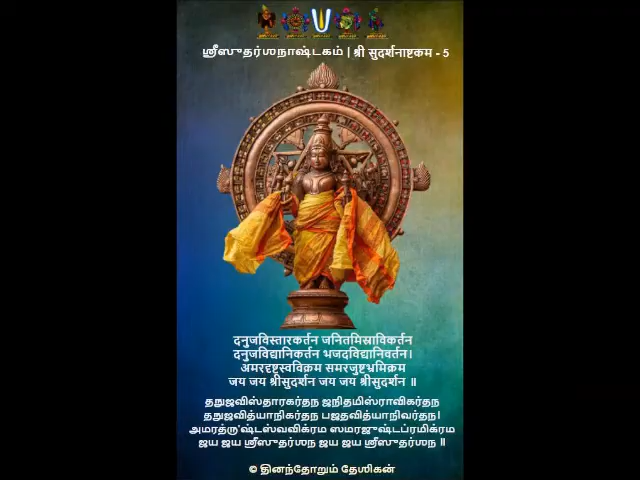 ஶ்ரீஸுதர்ஶநாஷ்டகம் | श्री सुदर्शनाष्टकम - 5
दनुजविस्तारकर्तन जनितमिस्राविकर्तन
दनुजविद्यानिकर्तन भजदविद्यानिवर्तन।
अमरदृष्टस्वविक्रम समरजुष्टभ्रमिक्रम
जय जय श्रीसुदर्शन जय जय श्रीसुदर्शन ॥
தநுஜவிஸ்தாரகர்தந ஜநிதமிஸ்ராவிகர்தந
தநுஜவித்யாநிகர்தந பஜதவித்யாநிவர்தந।
அமரத்ருʼஷ்டஸ்வவிக்ரம ஸமரஜுஷ்டப்ரமிக்ரம
ஜய ஜய ஶ்ரீஸுதர்ஶந ஜய ஜய ஶ்ரீஸுதர்ஶந ॥
© தினந்தோறும் தேஶிகன்